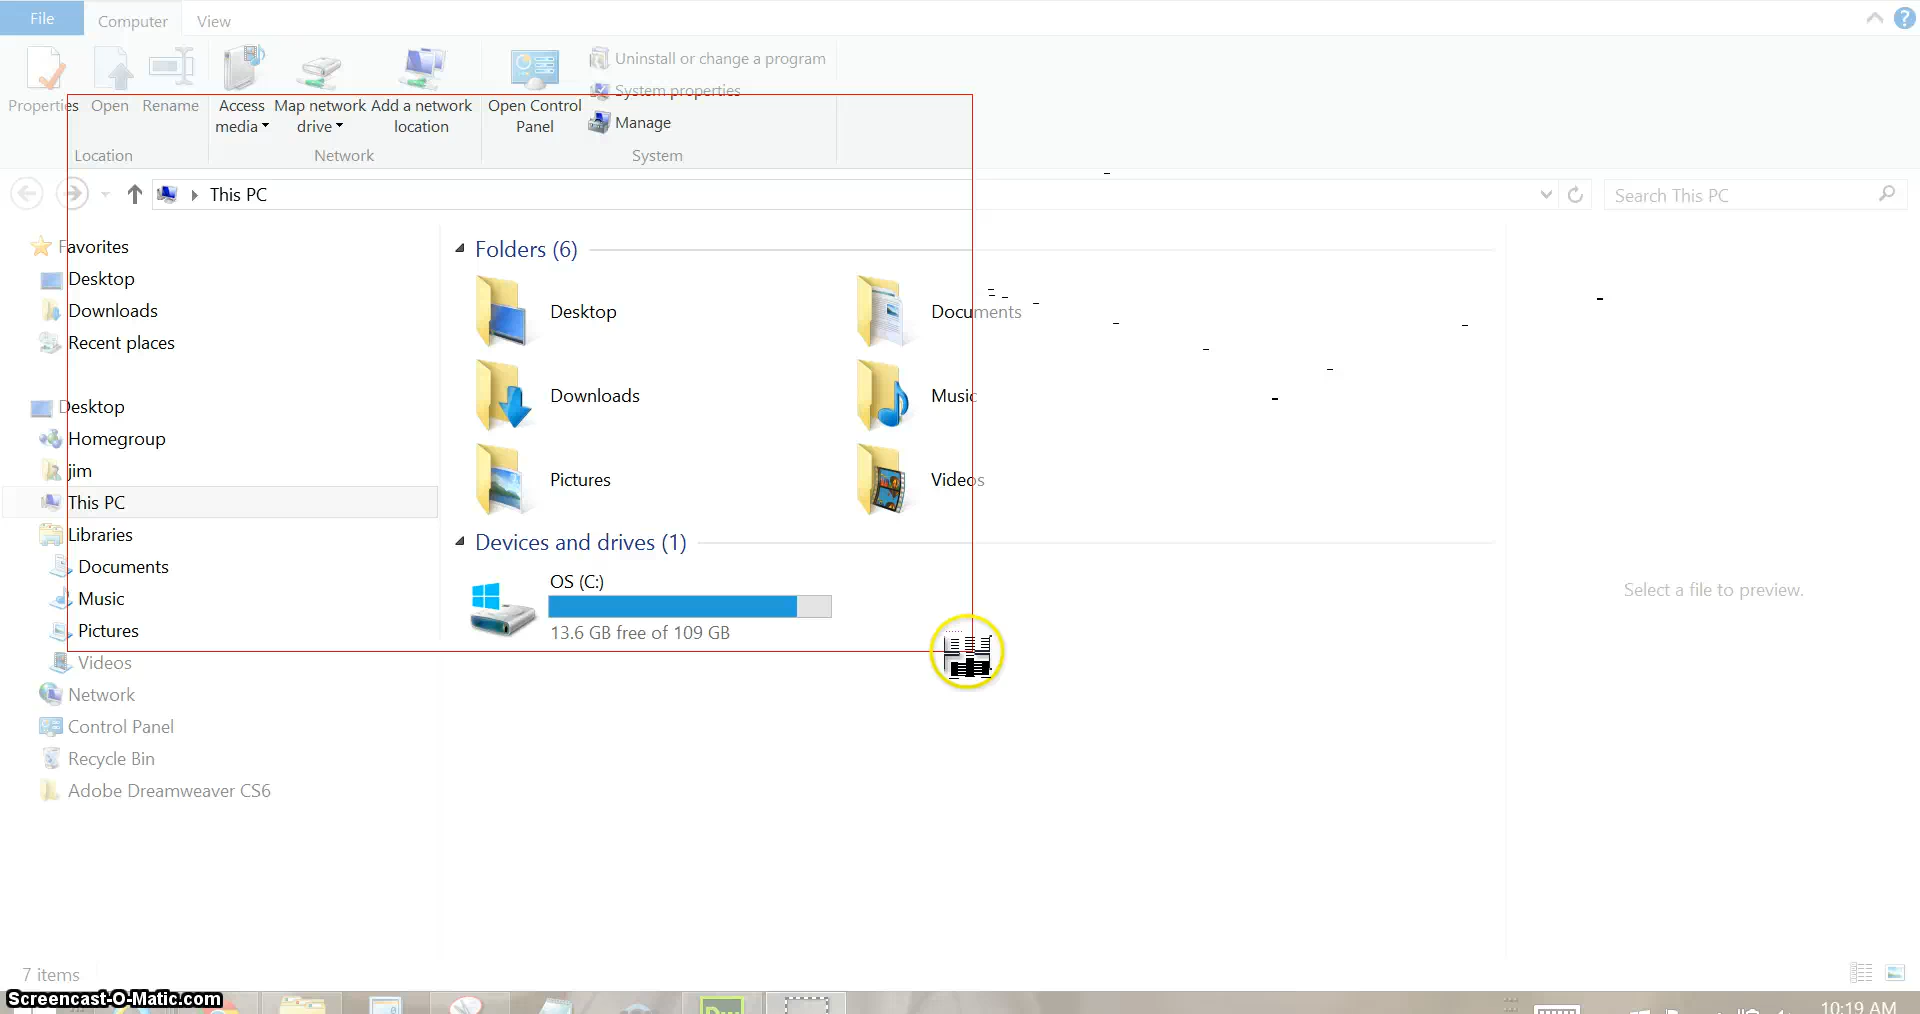 File
Computer
View
Properties
Open
Rename
Location
Access
media
Map network
drive
Add a network
location
Network
Open Control
Panel
Uninstall or change a program
System properties
Manage
System
This PC
Search This PC
Favorites
Desktop
Downloads
Recent places
Desktop
Homegroup
jim
This PC
Libraries
Documents
Music
Pictures
Videos
Network
Control Panel
Recycle Bin
Adobe Dreamweaver CS6
Folders (6)
Desktop
Documents
Downloads
Music
Pictures
Videos
Devices and drives (1)
OS (C:)
13.6 GB free of 109 GB
Select a file to preview.
7 items
Screencast-O-Matic.com
Dw
10:19 AM